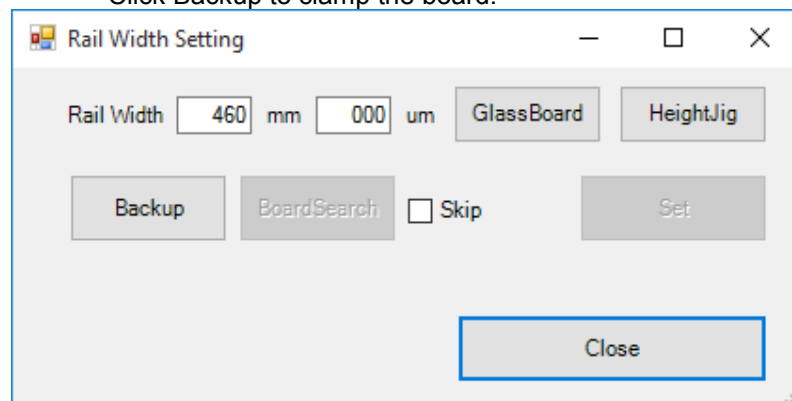 Click Backup to clamp the board.
Rail Width Setting
Rail Width 460 mm 000 um GlassBoard HeightJig
Backup BoardSearch Skip Set
Close